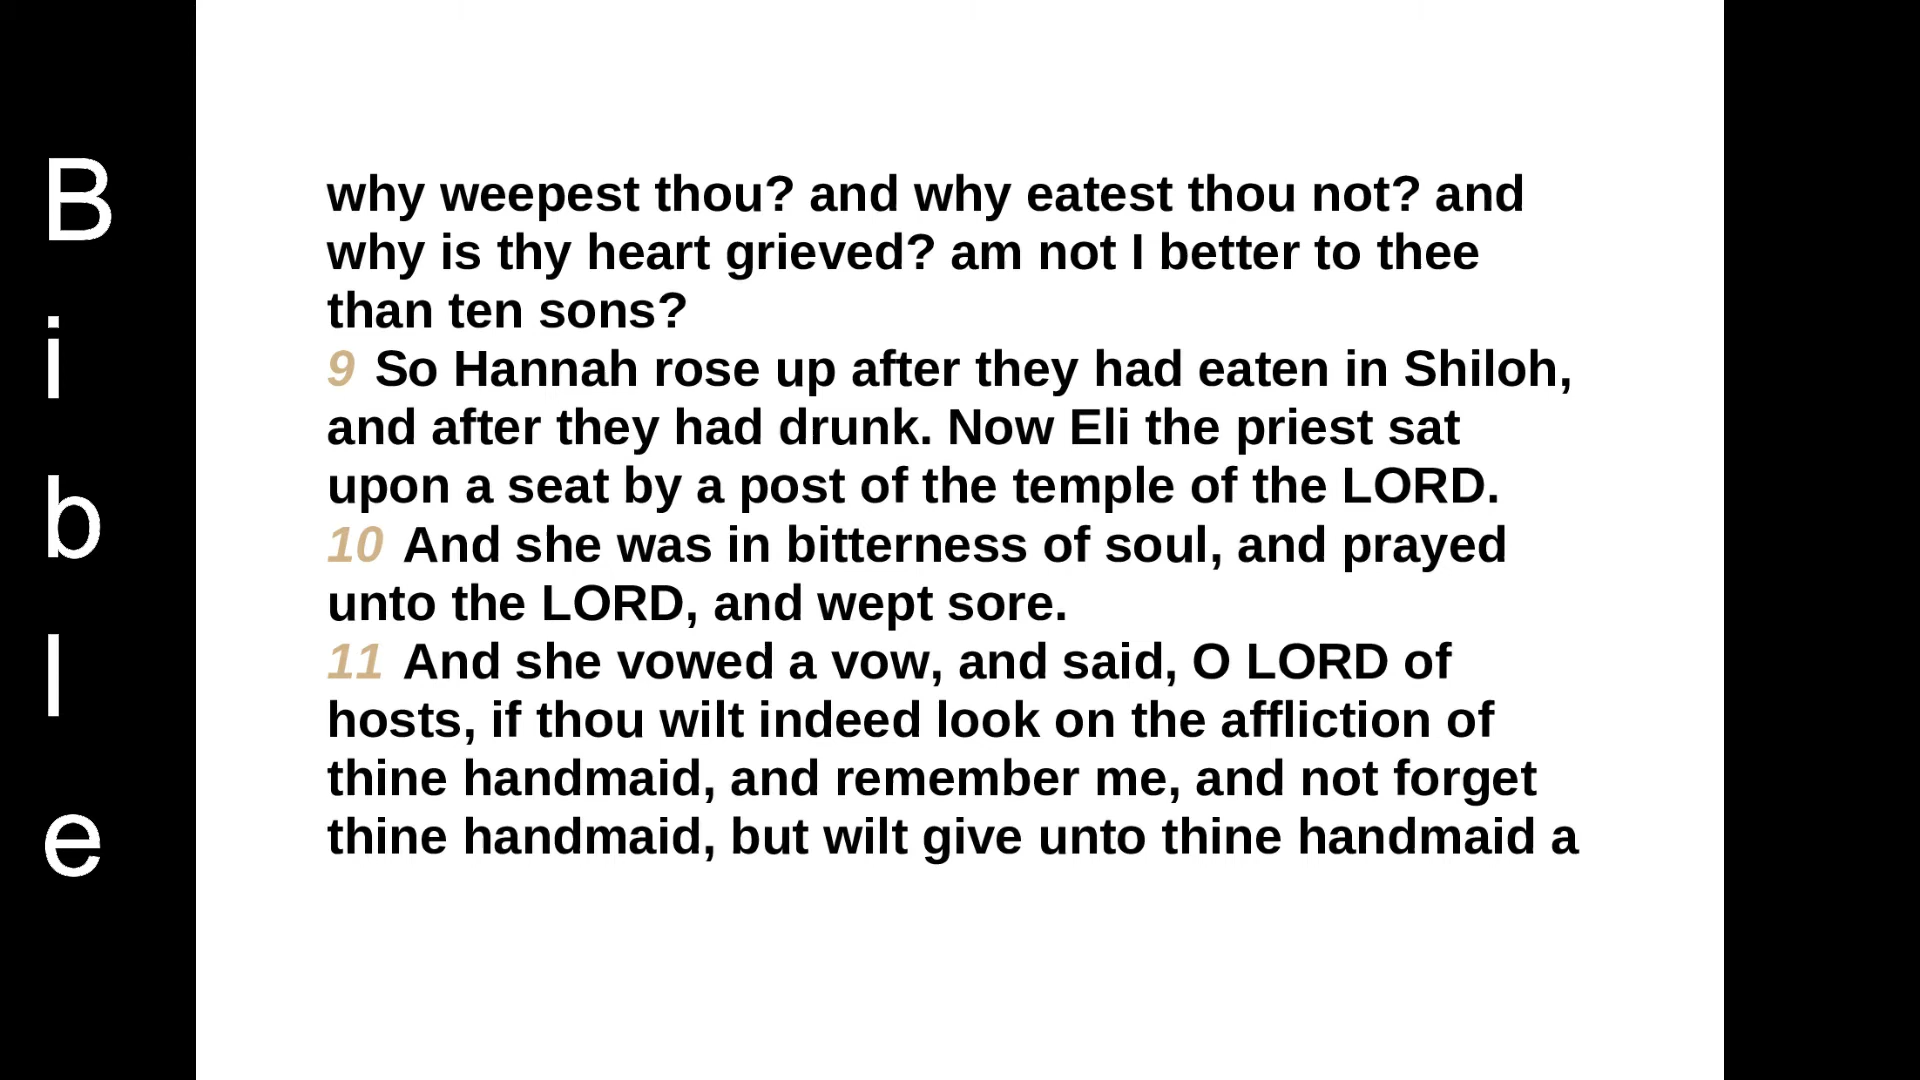 Bible
why weepest thou? and why eatest thou not? and
why is thy heart grieved? am not I better to thee
than ten sons?
9 So Hannah rose up after they had eaten in Shiloh,
and after they had drunk. Now Eli the priest sat
upon a seat by a post of the temple of the LORD.
10 And she was in bitterness of soul, and prayed
unto the LORD, and wept sore.
11 And she vowed a vow, and said, O LORD of
hosts, if thou wilt indeed look on the affliction of
thine handmaid, and remember me, and not forget
thine handmaid, but wilt give unto thine handmaid a